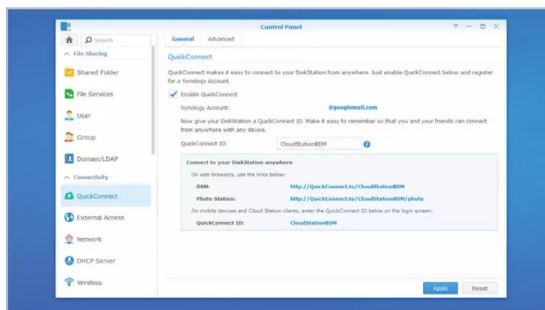 Control Panel
Search
File Sharing
Shared Folder
File Services
User
Group
Domain/LDAP
Connectivity
QuickConnect
External Access
Network
DHCP Server
Wireless
General Advanced
QuickConnect
QuickConnect makes it easy to connect to your DiskStation from anywhere. Just enable QuickConnect below and register
for a Synology Account.
Enable QuickConnect
Synology Account: @googlemail.com
Now give your DiskStation a QuickConnect ID. Make it easy to remember so that you and your friends can connect
from anywhere with any device.
QuickConnect ID: CloudStationBDM
Connect to your DiskStation anywhere
On web browsers, use the links below:
DSM: http://QuickConnect.to/CloudStationBDM
Photo Station: http://QuickConnect.to/CloudStationBDM/photo
On mobile devices and Cloud Station clients, enter the QuickConnect ID below on the login screen:
QuickConnect ID: CloudStationBDM
Apply Reset